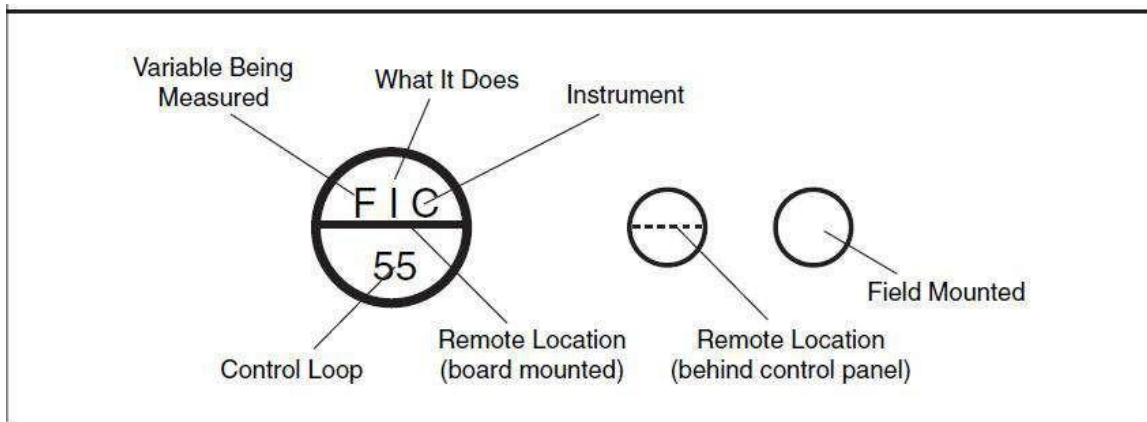 Variable Being
Measured
What It Does
Instrument
F I C
55
Control Loop
Remote Location
(board mounted)
Remote Location
(behind control panel)
Field Mounted